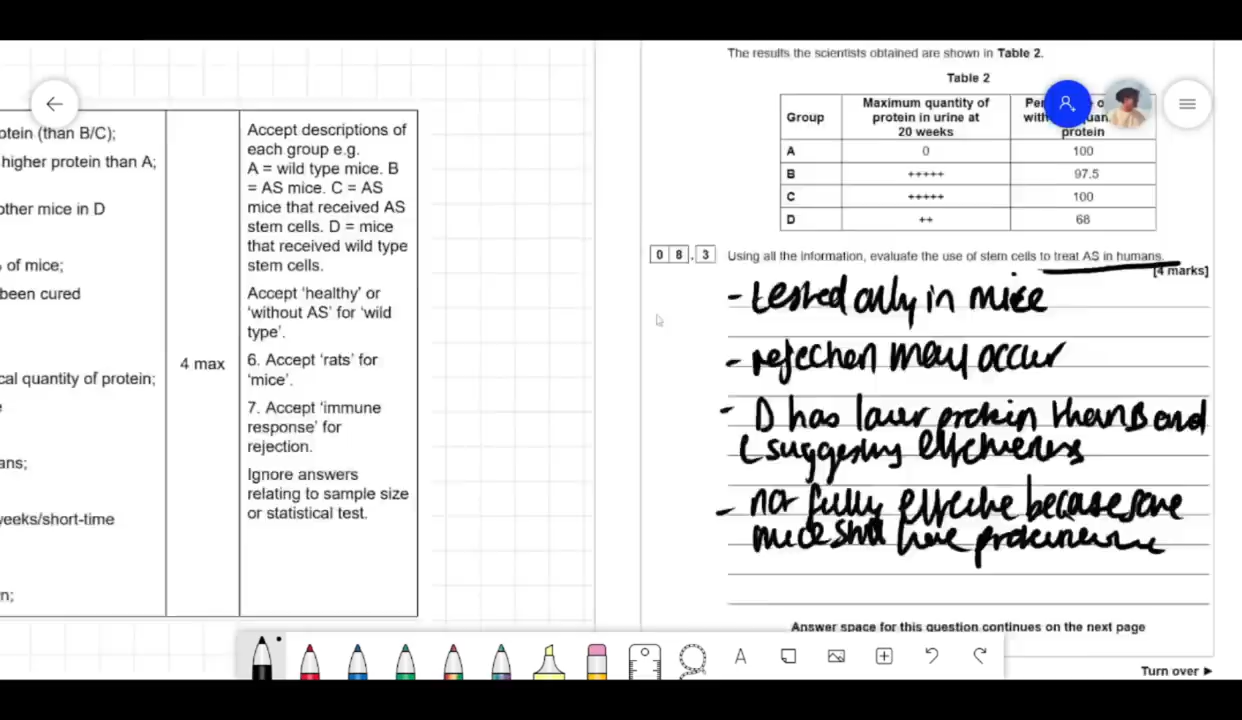 otein (than B/C);
higher protein than A;
other mice in D
of mice;
been cured
cal quantity of protein;
ans;
weeks/short-time
n;
4 max
Accept descriptions of
each group e.g.
A = wild type mice. B
= AS mice. C = AS
mice that received AS
stem cells. D = mice
that received wild type
stem cells.
Accept ‘healthy’ or
‘without AS’ for ‘wild
type’.
6. Accept ‘rats’ for
‘mice’.
7. Accept ‘immune
response’ for
rejection.
Ignore answers
relating to sample size
or statistical test.
The results the scientists obtained are shown in Table 2.
Table 2
Group
Maximum quantity of
protein in urine at
20 weeks
protein
A 0 100
B +++++ 97.5
C +++++ 100
D ++ 68
0 8 . 3 Using all the information, evaluate the use of stem cells to treat AS in humans.
[4 marks]
- tested only in mice
- rejection may occur
- D has lower protein than B and
C suggesting effectiveness
- not fully effective because some
mice still have protein urine
Answer space for this question continues on the next page
Turn over ►
A